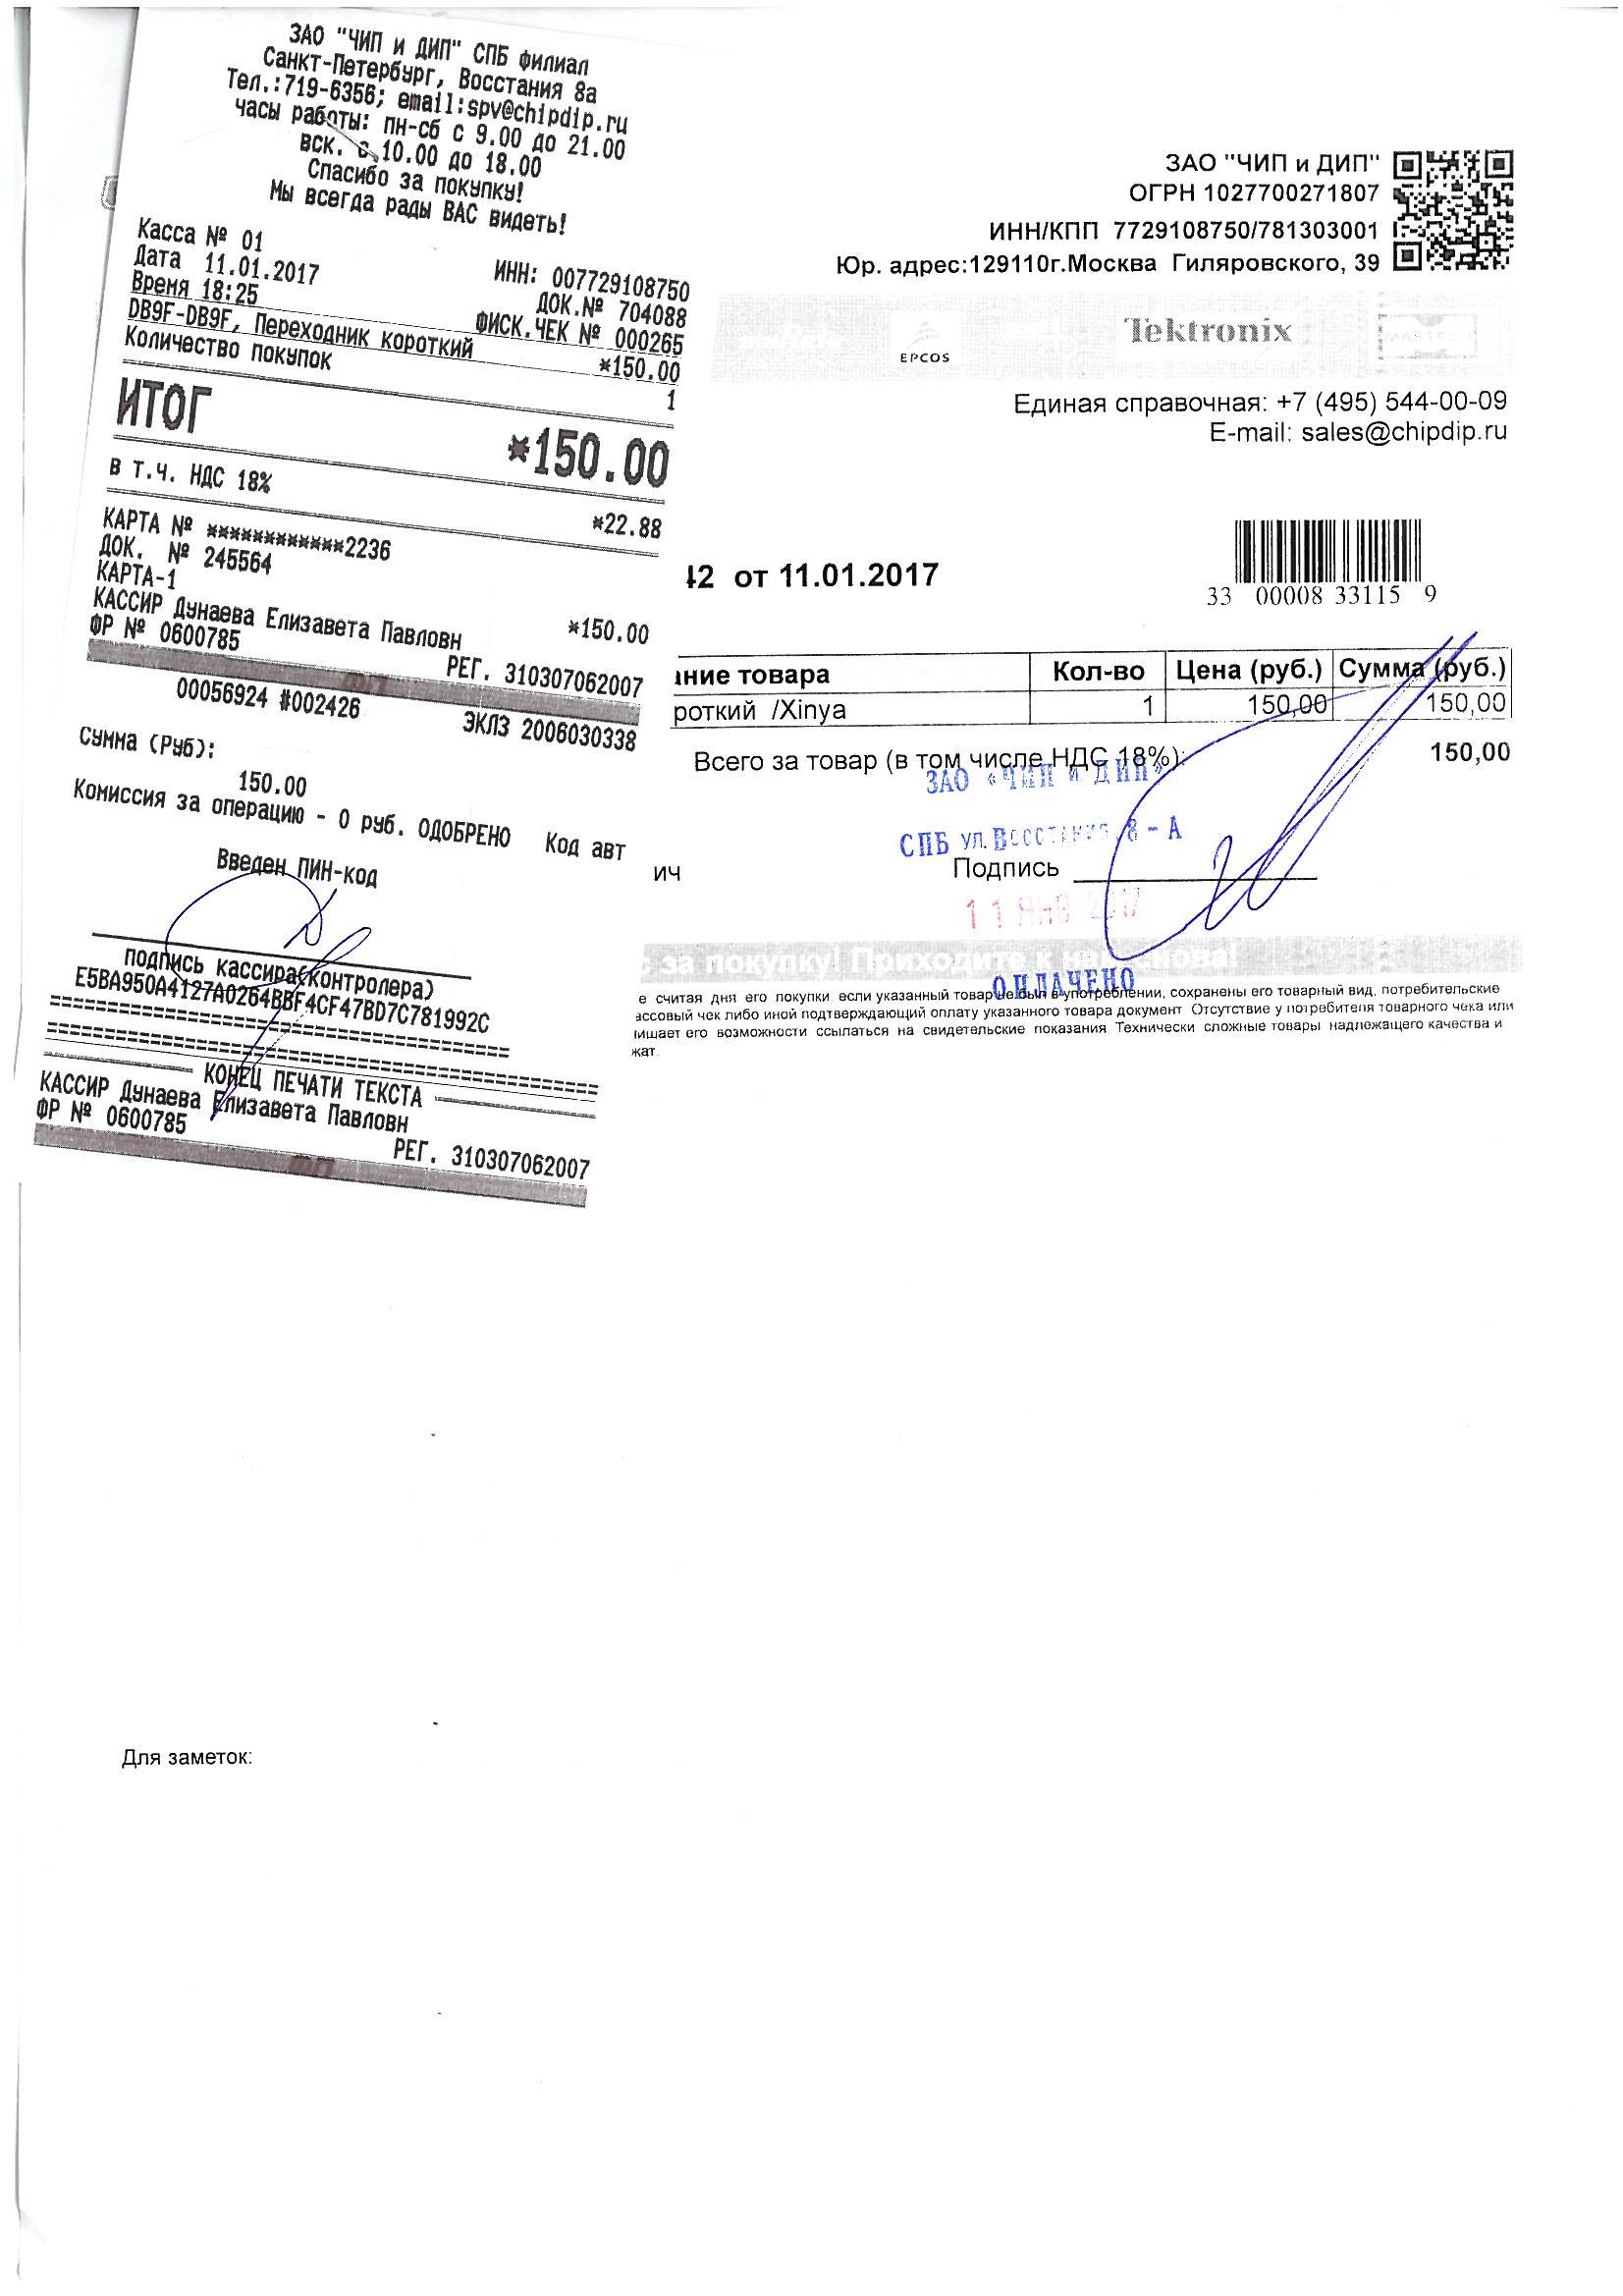 ЗАО "ЧИП и ДИП" СПБ филиал
Санкт-Петербург, Восстания 8а
Тел.:719-6356; email:spv@chipdip.ru
часы работы: пн-сб с 9.00 до 21.00
вск. с 10.00 до 18.00
Спасибо за покупку!
Мы всегда рады ВАС видеть!
Касса № 01
ИНН: 007729108750
Дата 11.01.2017
ДОК.№ 704088
Время 18:25
ФИСК.ЧЕК № 000265
DB9F-DB9F, Переходник короткий
*150.00
Количество покупок
1
ИТОГ
*150.00
в т.ч. НДС 18%
*22.88
КАРТА № ************2236
ДОК. № 245564
КАРТА-1
*150.00
КАССИР Дунаева Елизавета Павловн
ФР № 0600785
РЕГ. 310307062007
ФП
00056924 #002426
ЭКЛЗ 2006030338
Сумма (Руб):
150.00
Комиссия за операцию - 0 руб. ОДОБРЕНО Код авт
Введен ПИН-код
подпись кассира(контролера)
E5BA950A4127A0264BBF4CF47BD7C781992C
==========================================
==================================================
КОНЕЦ ПЕЧАТИ ТЕКСТА
КАССИР Дунаева Елизавета Павловн
ФР № 0600785
РЕГ. 310307062007
ФП
ЗАО "ЧИП и ДИП"
ОГРН 1027700271807
ИНН/КПП 7729108750/781303001
Юр. адрес:129110г.Москва Гиляровского, 39
EPCOS
Tektronix
Единая справочная: +7 (495) 544-00-09
E-mail: sales@chipdip.ru
42 от 11.01.2017
33 00008 33115 9
ние товара Кол-во Цена (руб.) Сумма (руб.)
роткий /Xinya 1 150,00 150,00
Всего за товар (в том числе НДС 18%): 150,00
ЗАО «ЧИП и ДИП»
СПБ ул.Восстания, 8-А
ич
Подпись
11 ЯНВ 2017
с за покупку! Приходите к нам снова!
ОПЛАЧЕНО
е считая дня его покупки если указанный товар не был в употреблении, сохранены его товарный вид, потребительские
ассовый чек либо иной подтверждающий оплату указанного товара документ Отсутствие у потребителя товарного чека или
лишает его возможности ссылаться на свидетельские показания Технически сложные товары надлежащего качества и
жат.
Для заметок: